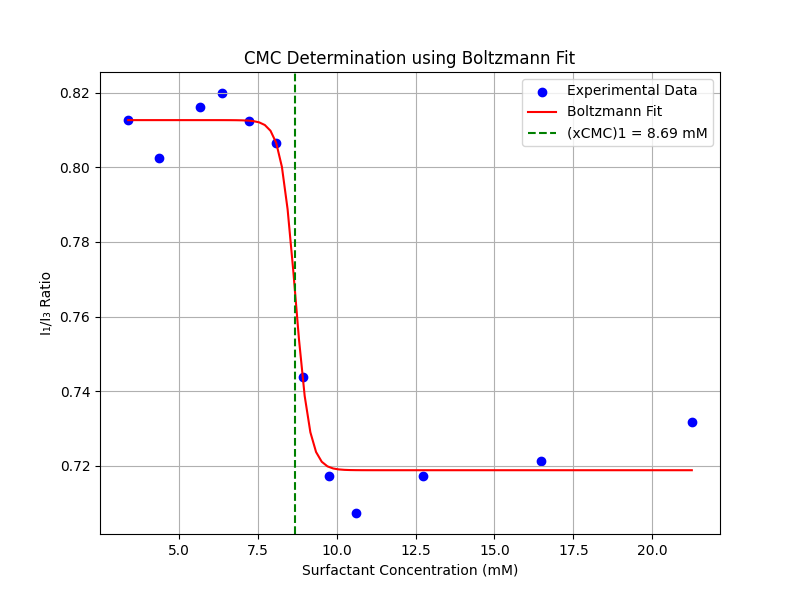 CMC Determination using Boltzmann Fit
Experimental Data
Boltzmann Fit
(xCMC)1 = 8.69 mM
0.82
0.80
0.78
0.76
0.74
0.72
I₁/I₃ Ratio
5.0 7.5 10.0 12.5 15.0 17.5 20.0
Surfactant Concentration (mM)